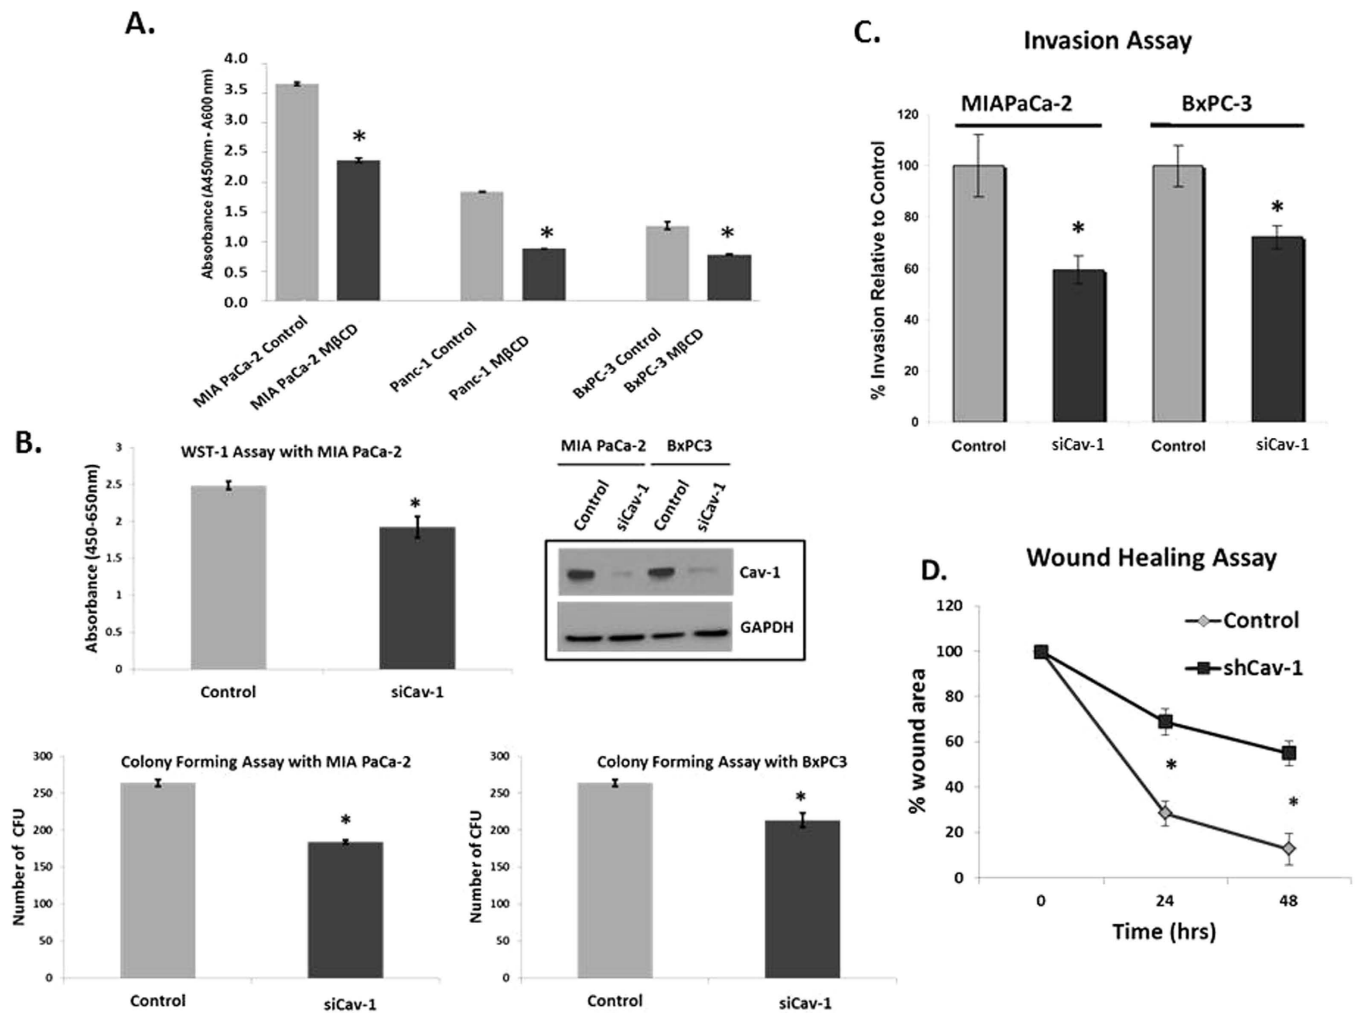 A.
4.0
3.5
3.0
2.5
2.0
1.5
1.0
0.5
0.0
Absorbance (A450nm - A600 nm)
*
*
*
MIA PaCa-2 Control
MIA PaCa-2 MβCD
Panc-1 Control
Panc-1 MβCD
BxPC-3 Control
BxPC-3 MβCD
B.
WST-1 Assay with MIA PaCa-2
3
2.5
2
1.5
1
0.5
0
Absorbance (450-650nm)
*
Control
siCav-1
MIA PaCa-2
BxPC3
Control
siCav-1
Control
siCav-1
Cav-1
GAPDH
Colony Forming Assay with MIA PaCa-2
300
250
200
150
100
50
0
Number of CFU
*
Control
siCav-1
Colony Forming Assay with BxPC3
300
250
200
150
100
50
0
Number of CFU
*
Control
siCav-1
C.
Invasion Assay
MIAPaCa-2
BxPC-3
120
100
80
60
40
20
0
% Invasion Relative to Control
*
*
Control
siCav-1
Control
siCav-1
D.
Wound Healing Assay
120
100
80
60
40
20
0
% wound area
Control
shCav-1
*
*
0
24
48
Time (hrs)